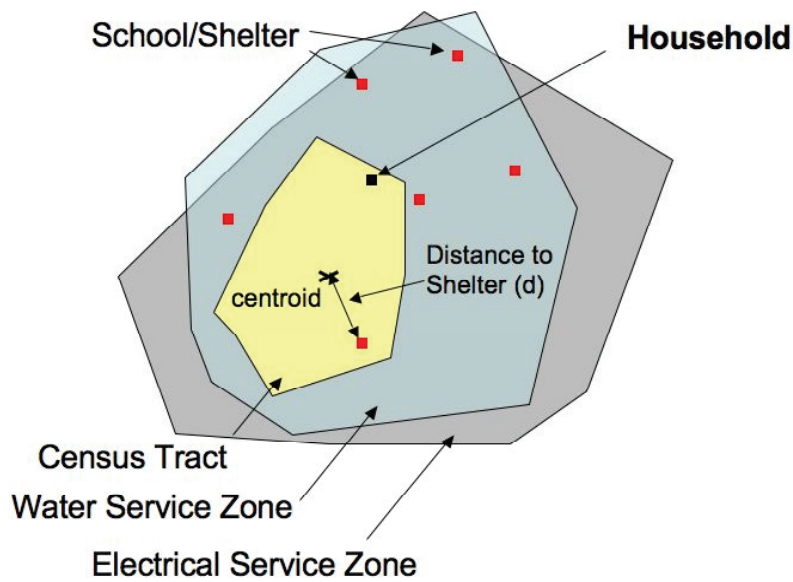 School/Shelter
Household
Distance to
Shelter (d)
centroid
Census Tract
Water Service Zone
Electrical Service Zone